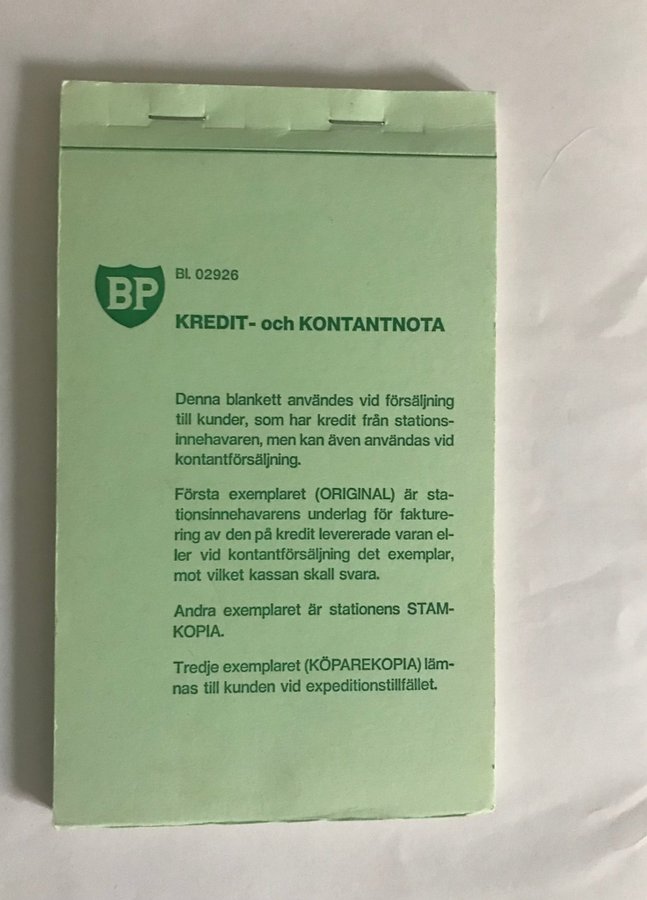 BP
Bl. 02926
KREDIT- och KONTANTNOTA
Denna blankett användes vid försäljning
till kunder, som har kredit från stations-
innehavaren, men kan även användas vid
kontantförsäljning.
Första exemplaret (ORIGINAL) är sta-
tionsinnehavarens underlag för fakture-
ring av den på kredit levererade varan el-
ler vid kontantförsäljning det exemplar,
mot vilket kassan skall svara.
Andra exemplaret är stationens STAM-
KOPIA.
Tredje exemplaret (KÖPAREKOPIA) läm-
nas till kunden vid expeditionstillfället.